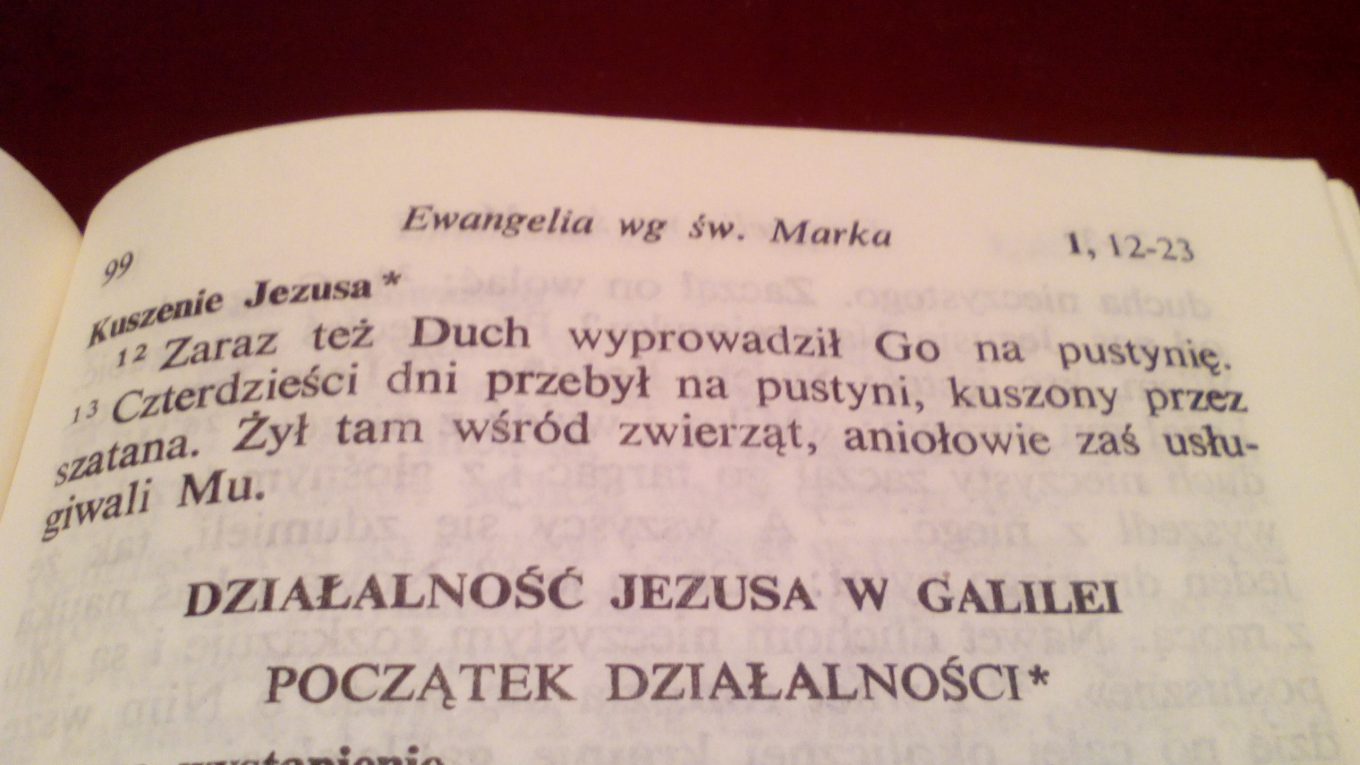 99
Ewangelia wg św. Marka
1, 12-23
Kuszenie Jezusa*
12 Zaraz też Duch wyprowadził Go na pustynię.
13 Czterdzieści dni przebył na pustyni, kuszony przez
szatana. Żył tam wśród zwierząt, aniołowie zaś usłu-
giwali Mu.
DZIAŁALNOŚĆ JEZUSA W GALILEI
POCZĄTEK DZIAŁALNOŚCI*
wystąpienie